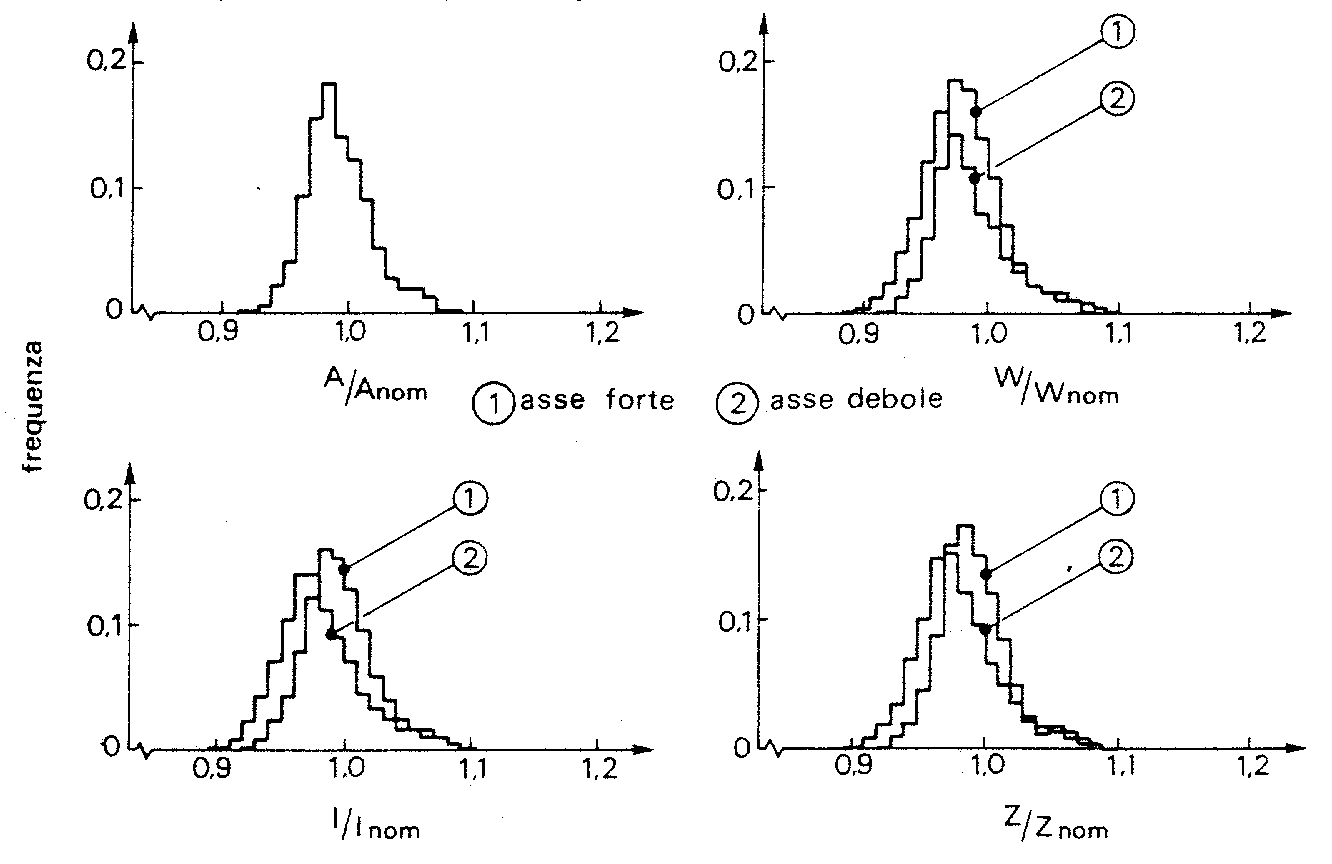 0,2
0,1
0
0,9 1,0 1,1 1,2
A/Anom
1
2
0,2
0,1
0
0,9 1,0 1,1 1,2
W/Wnom
frequenza
1 asse forte 2 asse debole
1
2
0,2
0,1
0
0,9 1,0 1,1 1,2
I/Inom
1
2
0,2
0,1
0
0,9 1,0 1,1 1,2
Z/Znom